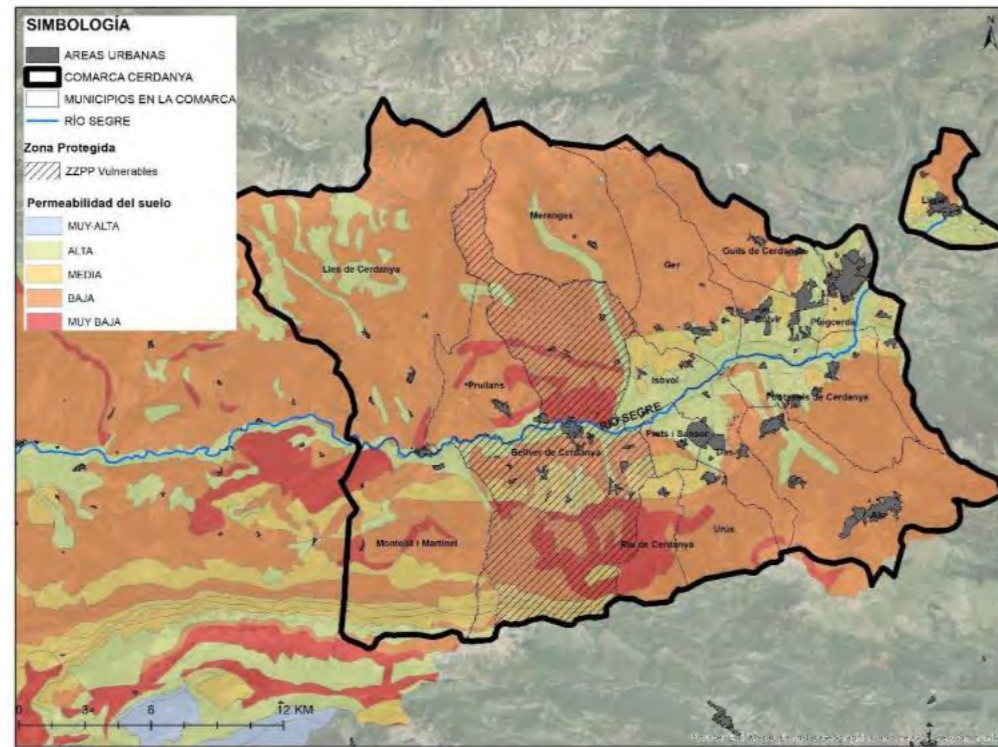 SIMBOLOGÍA
AREAS URBANAS
COMARCA CERDANYA
MUNICIPIOS EN LA COMARCA
RÍO SEGRE
Zona Protegida
ZZPP Vulnerables
Permeabilidad del suelo
MUY-ALTA
ALTA
MEDIA
BAJA
MUY BAJA
N
Llívia
Meranges
Guils de Cerdanya
Ger
Lles de Cerdanya
Bolvir
Puigcerdà
Isòvol
Prullans
Fontanals de Cerdanya
RÍO SEGRE
Prats i Sansor
Bellver de Cerdanya
Das
Alp
Urús
Montellà i Martinet
Riu de Cerdanya
0 3 6 12 KM